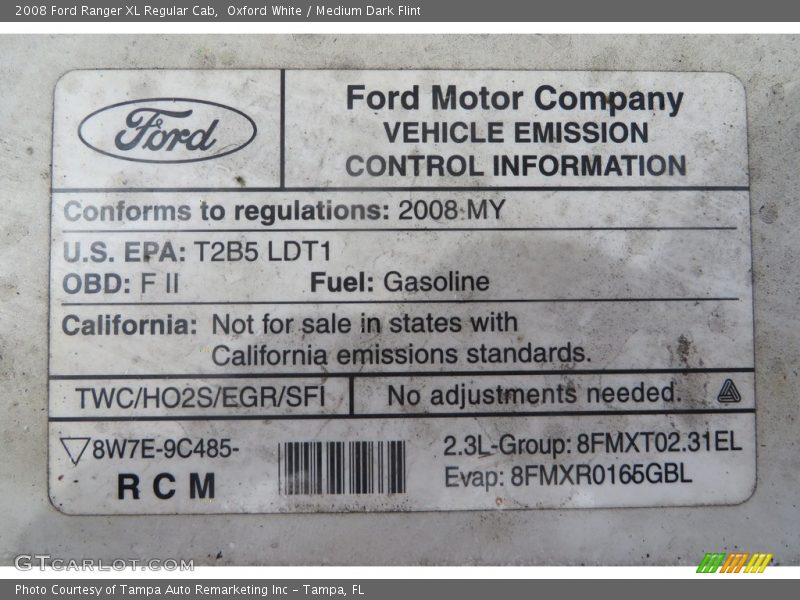 2008 Ford Ranger XL Regular Cab,  Oxford White / Medium Dark Flint
Ford
Ford Motor Company
VEHICLE EMISSION
CONTROL INFORMATION
Conforms to regulations: 2008 MY
U.S. EPA: T2B5 LDT1
OBD: F II Fuel: Gasoline
California: Not for sale in states with
California emissions standards.
TWC/HO2S/EGR/SFI No adjustments needed.
8W7E-9C485-
RCM
2.3L-Group: 8FMXT02.31EL
Evap: 8FMXR0165GBL
GTCarLot.com
Photo Courtesy of Tampa Auto Remarketing Inc - Tampa, FL